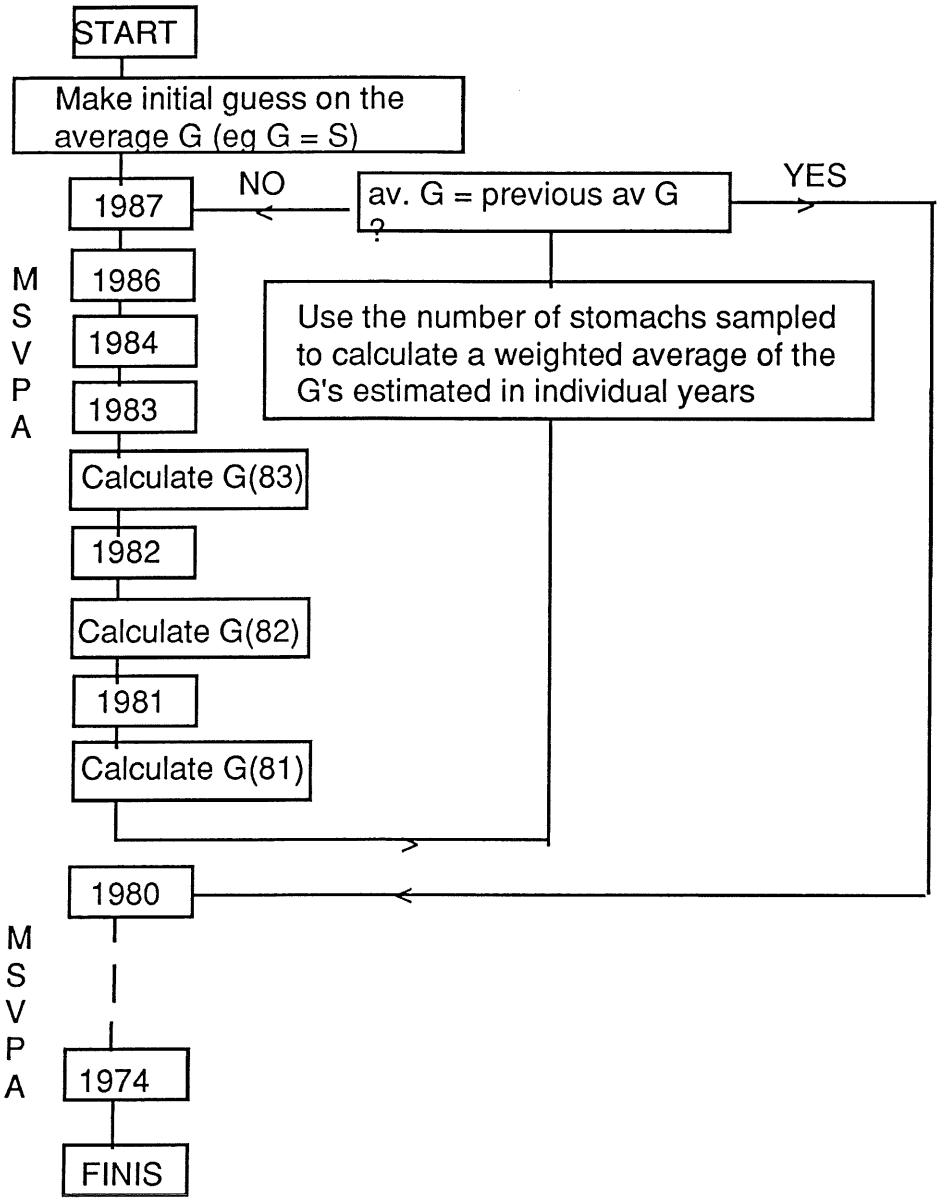 START
Make initial guess on the
average G (eg G = S)
1987
NO
av. G = previous av G
?
YES
M
S
V
P
A
1986
1984
1983
Use the number of stomachs sampled
to calculate a weighted average of the
G's estimated in individual years
Calculate G(83)
1982
Calculate G(82)
1981
Calculate G(81)
1980
M
S
V
P
A
1974
FINIS